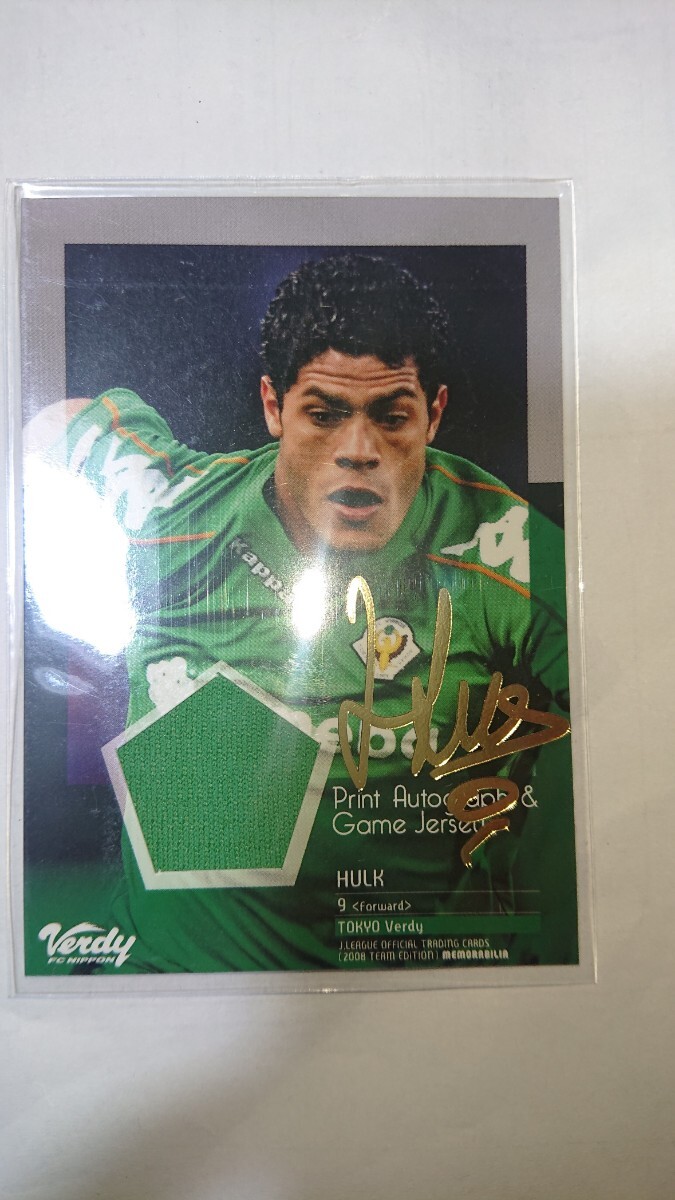 Kappa
Print Autograph &
Game Jersey
HULK
9 <Forward>
TOKYO Verdy
J.LEAGUE OFFICIAL TRADING CARDS
(2008 TEAM EDITION) MEMORABILIA
Verdy
FC NIPPON